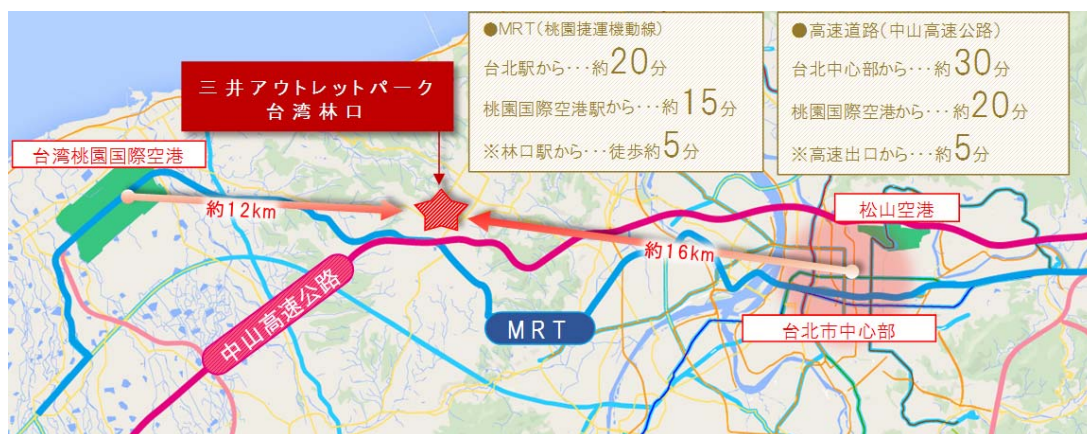 ●MRT(桃園捷運機動線)
台北駅から・・・約20分
桃園国際空港駅から・・・約15分
※林口駅から・・・徒歩約5分
●高速道路(中山高速公路)
台北中心部から・・・約30分
桃園国際空港から・・・約20分
※高速出口から・・・約5分
三井アウトレットパーク
台湾林口
台湾桃園国際空港
約12km
松山空港
約16km
中山高速公路
MRT
台北市中心部